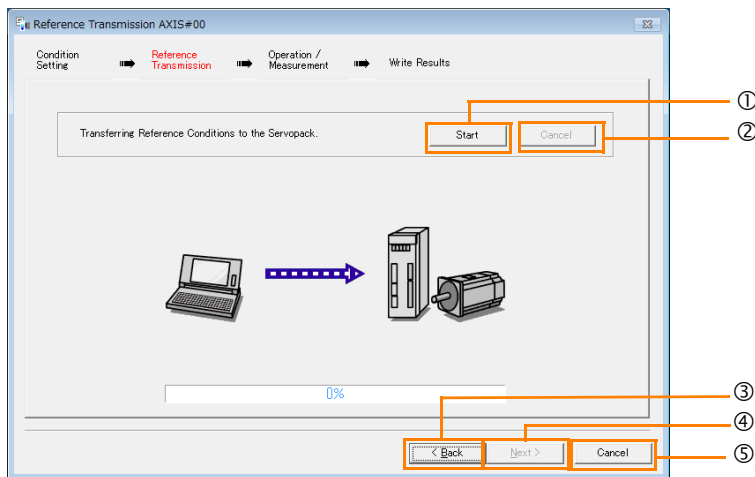 Reference Transmission AXIS#00
Condition Setting
Reference Transmission
Operation / Measurement
Write Results
Transferring Reference Conditions to the Servopack.
Start
Cancel
①
②
0%
③
④
⑤
< Back
Next >
Cancel